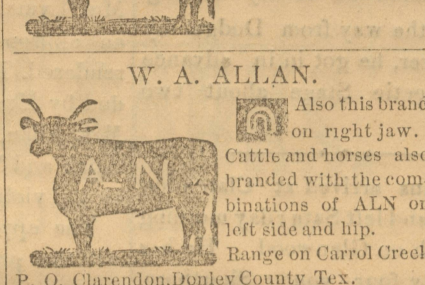 W. A. ALLAN.
Also this brand
on right jaw.
A N
Cattle and horses also
branded with the com-
binations of ALN on
left side and hip.
Range on Carrol Creek
P. O. Clarendon, Donley County Tex.